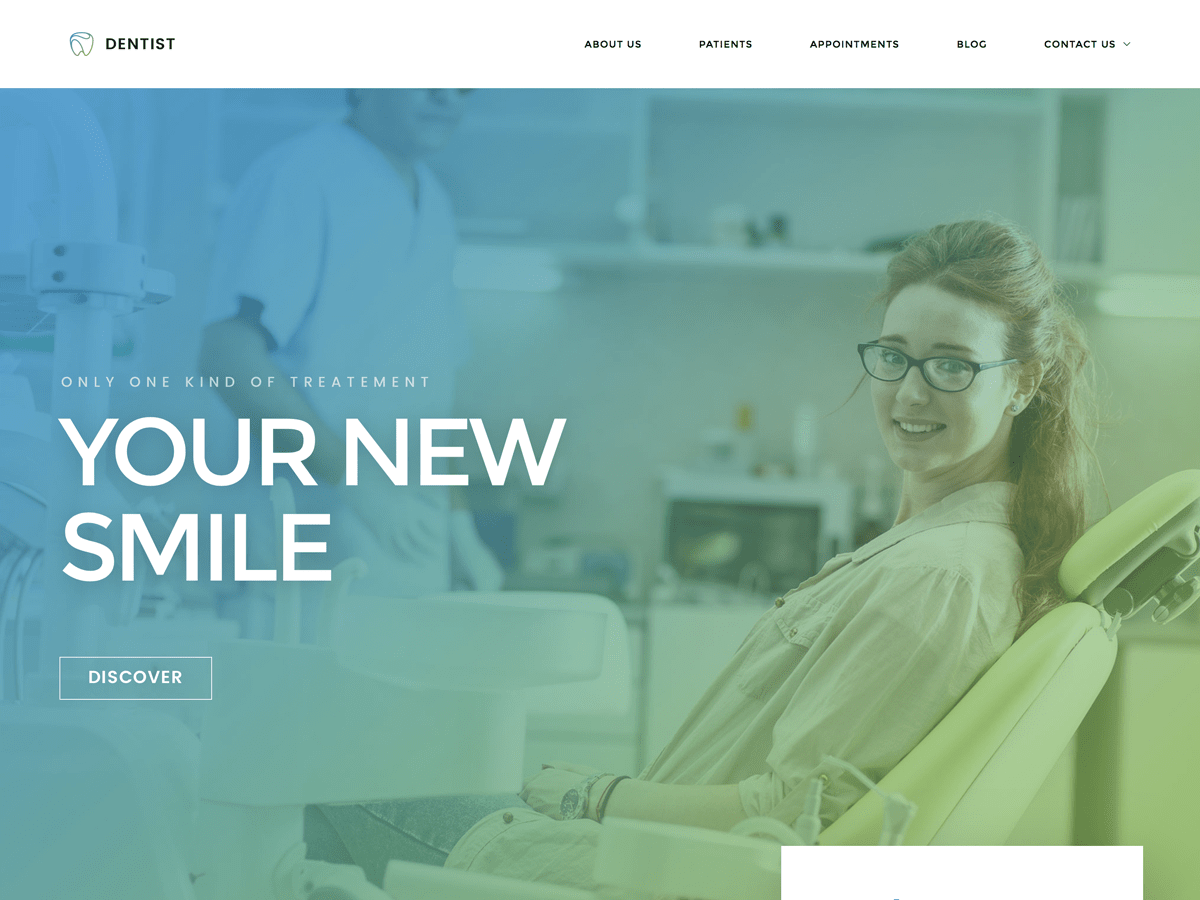 DENTIST
ABOUT US
PATIENTS
APPOINTMENTS
BLOG
CONTACT US
ONLY ONE KIND OF TREATEMENT
YOUR NEW
SMILE
DISCOVER